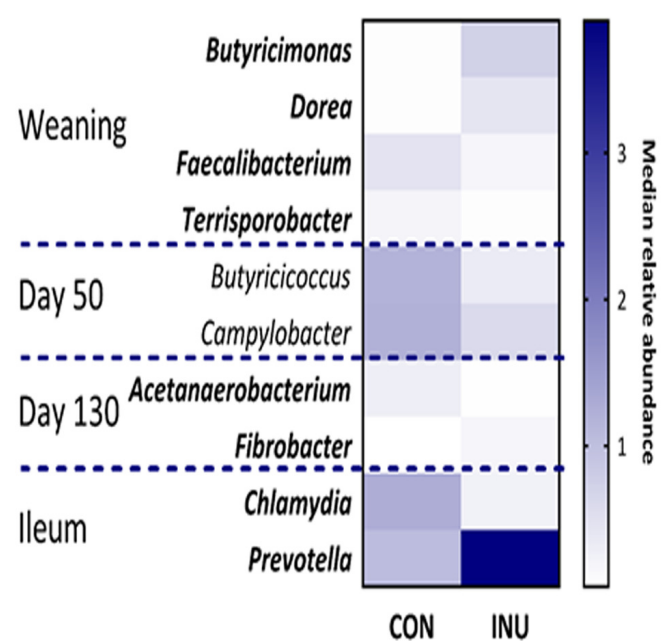 Weaning
Butyricimonas
Dorea
Faecalibacterium
Terrisporobacter
Day 50
Butyricicoccus
Campylobacter
Day 130
Acetanaerobacterium
Fibrobacter
Ileum
Chlamydia
Prevotella
CON INU
3
2
1
Median relative abundance